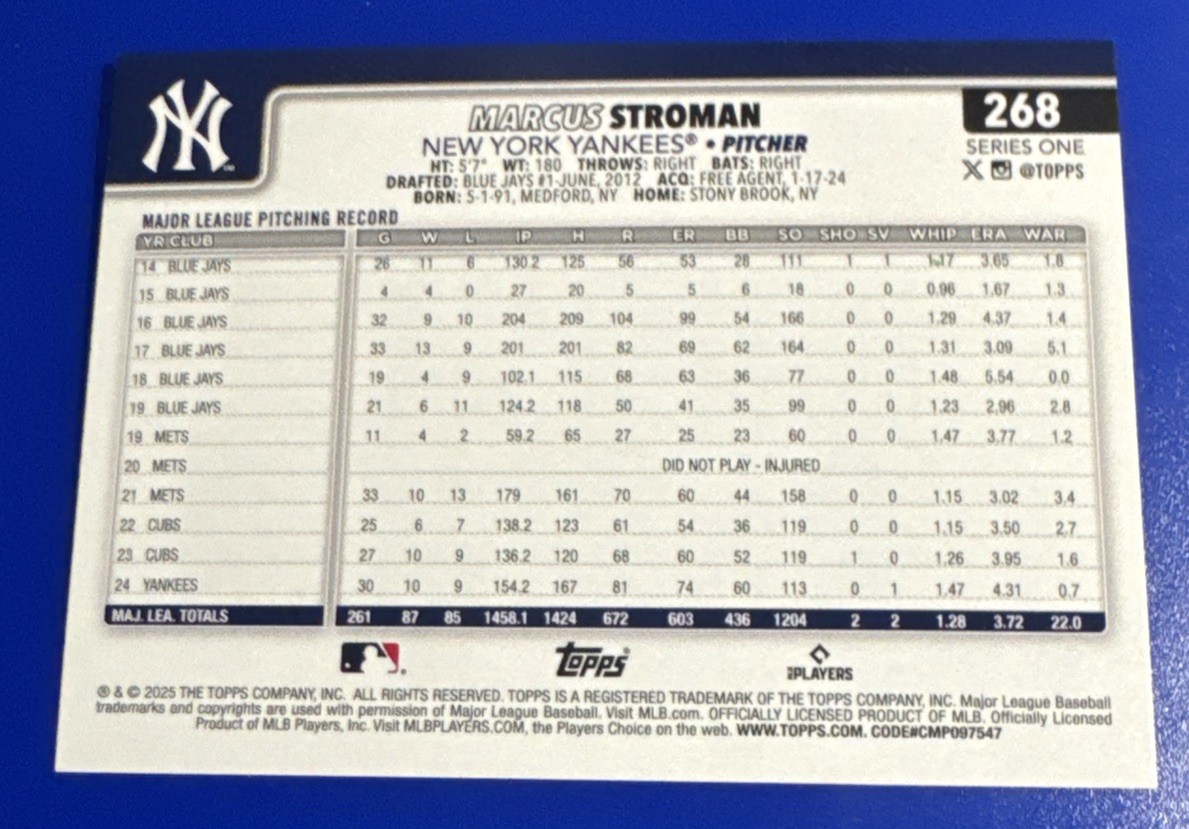 NY
268
MARCUS STROMAN
SERIES ONE
NEW YORK YANKEES® • PITCHER
X @TOPPS
HT: 5'7" WT: 180 THROWS: RIGHT BATS: RIGHT
DRAFTED: BLUE JAYS #1-JUNE, 2012 ACQ: FREE AGENT, 1-17-24
BORN: 5-1-91, MEDFORD, NY HOME: STONY BROOK, NY
MAJOR LEAGUE PITCHING RECORD
YR CLUB G W L IP H R ER BB SO SHO SV WHIP ERA WAR
14 BLUE JAYS 26 11 6 130.2 125 56 53 28 111 1 1 1.17 3.65 1.8
15 BLUE JAYS 4 4 0 27 20 5 5 6 18 0 0 0.96 1.67 1.3
16 BLUE JAYS 32 9 10 204 209 104 99 54 166 0 0 1.29 4.37 1.4
17 BLUE JAYS 33 13 9 201 201 82 69 62 164 0 0 1.31 3.09 5.1
18 BLUE JAYS 19 4 9 102.1 115 68 63 36 77 0 0 1.48 5.54 0.0
19 BLUE JAYS 21 6 11 124.2 118 50 41 35 99 0 0 1.23 2.96 2.8
19 METS 11 4 2 59.2 65 27 25 23 60 0 0 1.47 3.77 1.2
20 METS DID NOT PLAY - INJURED
21 METS 33 10 13 179 161 70 60 44 158 0 0 1.15 3.02 3.4
22 CUBS 25 6 7 138.2 123 61 54 36 119 0 0 1.15 3.50 2.7
23 CUBS 27 10 9 136.2 120 68 60 52 119 1 0 1.26 3.95 1.6
24 YANKEES 30 10 9 154.2 167 81 74 60 113 0 1 1.47 4.31 0.7
MAJ. LEA. TOTALS 261 87 85 1458.1 1424 672 603 436 1204 2 2 1.28 3.72 22.0
Topps® MLBPLAYERS
® & © 2025 THE TOPPS COMPANY, INC. ALL RIGHTS RESERVED. TOPPS IS A REGISTERED TRADEMARK OF THE TOPPS COMPANY, INC. Major League Baseball
trademarks and copyrights are used with permission of Major League Baseball. Visit MLB.com. OFFICIALLY LICENSED PRODUCT OF MLB. Officially Licensed
Product of MLB Players, Inc. Visit MLBPLAYERS.COM, the Players Choice on the web. WWW.TOPPS.COM. CODE#CMP097547